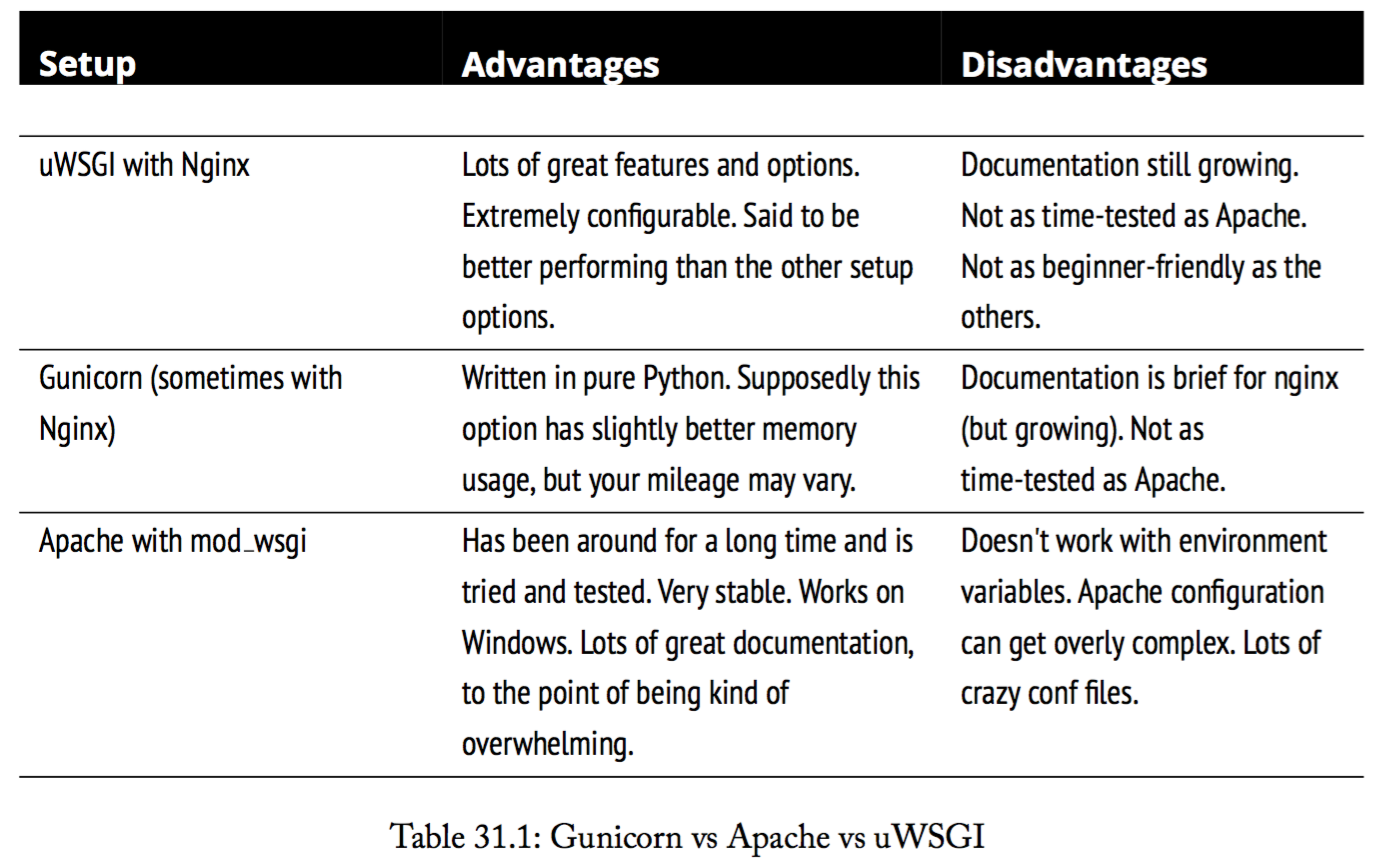 Setup Advantages Disadvantages
uWSGI with Nginx
Lots of great features and options.
Extremely configurable. Said to be
better performing than the other setup
options.
Documentation still growing.
Not as time-tested as Apache.
Not as beginner-friendly as the
others.
Gunicorn (sometimes with
Nginx)
Written in pure Python. Supposedly this
option has slightly better memory
usage, but your mileage may vary.
Documentation is brief for nginx
(but growing). Not as
time-tested as Apache.
Apache with mod_wsgi
Has been around for a long time and is
tried and tested. Very stable. Works on
Windows. Lots of great documentation,
to the point of being kind of
overwhelming.
Doesn't work with environment
variables. Apache configuration
can get overly complex. Lots of
crazy conf files.
Table 31.1: Gunicorn vs Apache vs uWSGI